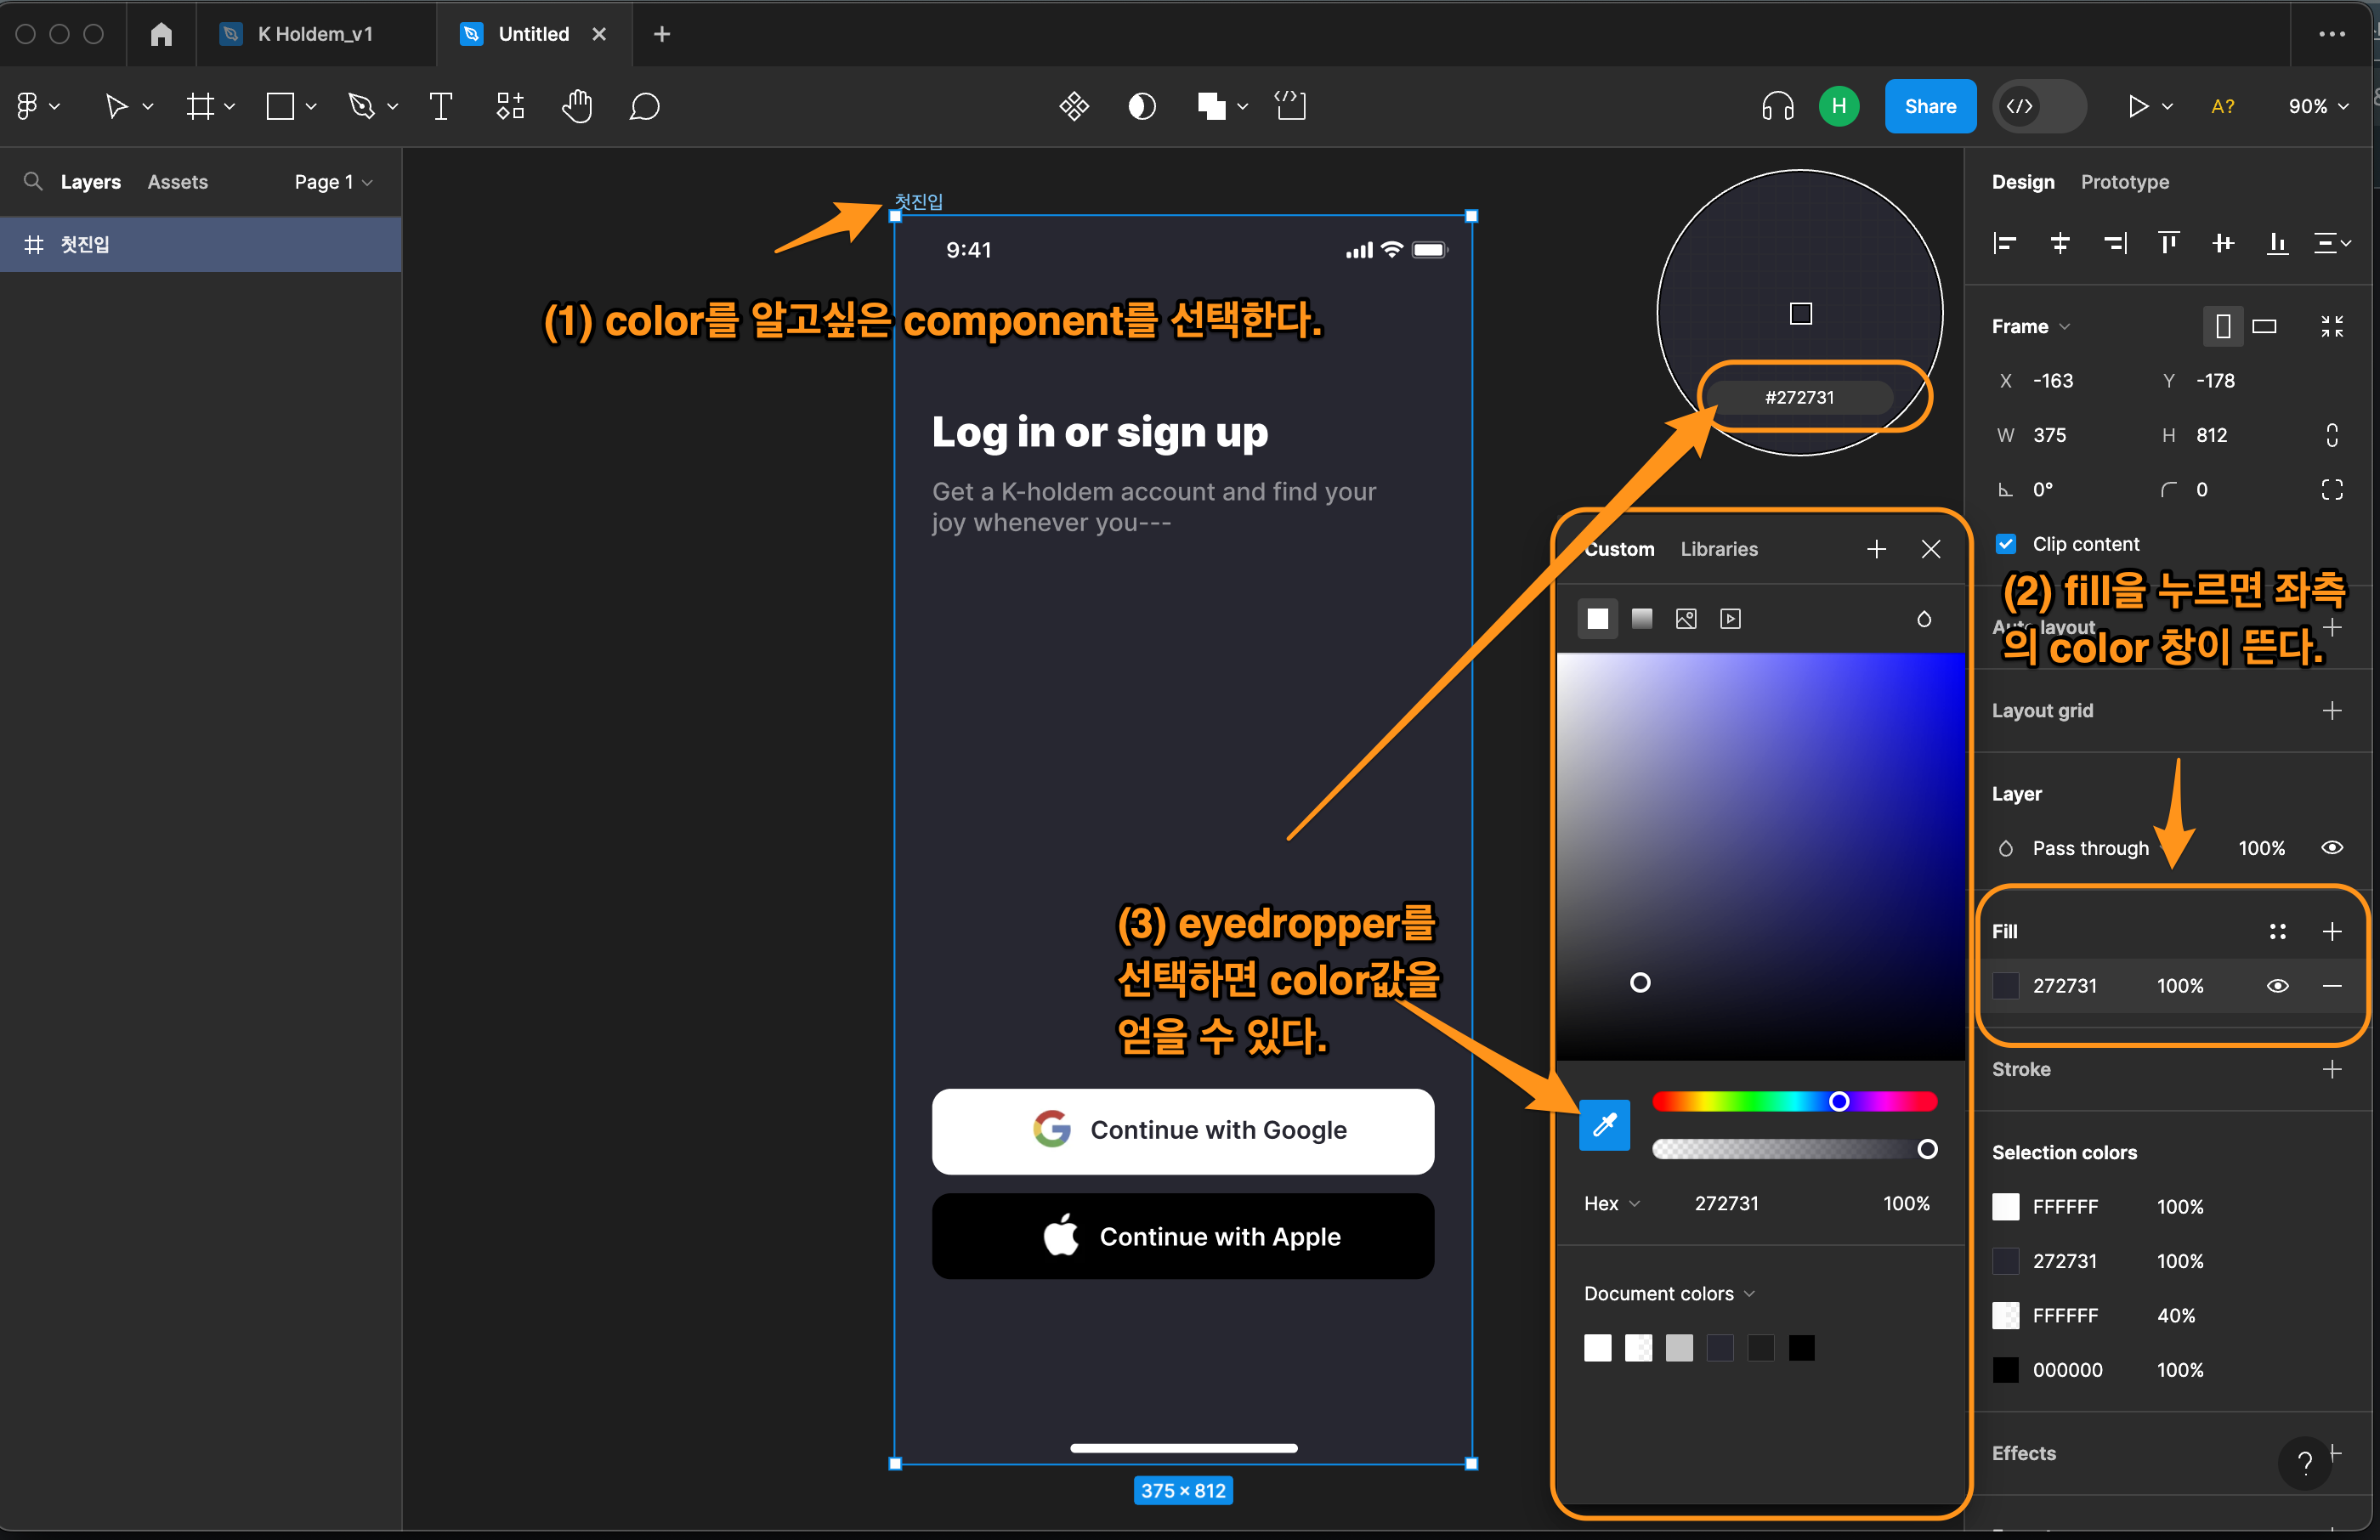 K Holdem_v1
Untitled
H
Share
A?
90%
Layers
Assets
Page 1
첫진입
첫진입
9:41
(1) color를 알고싶은 component를 선택한다.
Log in or sign up
Get a K-holdem account and find your
joy whenever you---
(3) eyedropper를
선택하면 color값을
얻을 수 있다.
Continue with Google
Continue with Apple
375 × 812
#272731
Custom
Libraries
Hex
272731
100%
Document colors
Design
Prototype
Frame
X -163
Y -178
W 375
H 812
0°
0
Clip content
(2) fill을 누르면 좌측
의 color 창이 뜬다.
Auto layout
Layout grid
Layer
Pass through
100%
Fill
272731
100%
Stroke
Selection colors
FFFFFF 100%
272731 100%
FFFFFF 40%
000000 100%
Effects
?